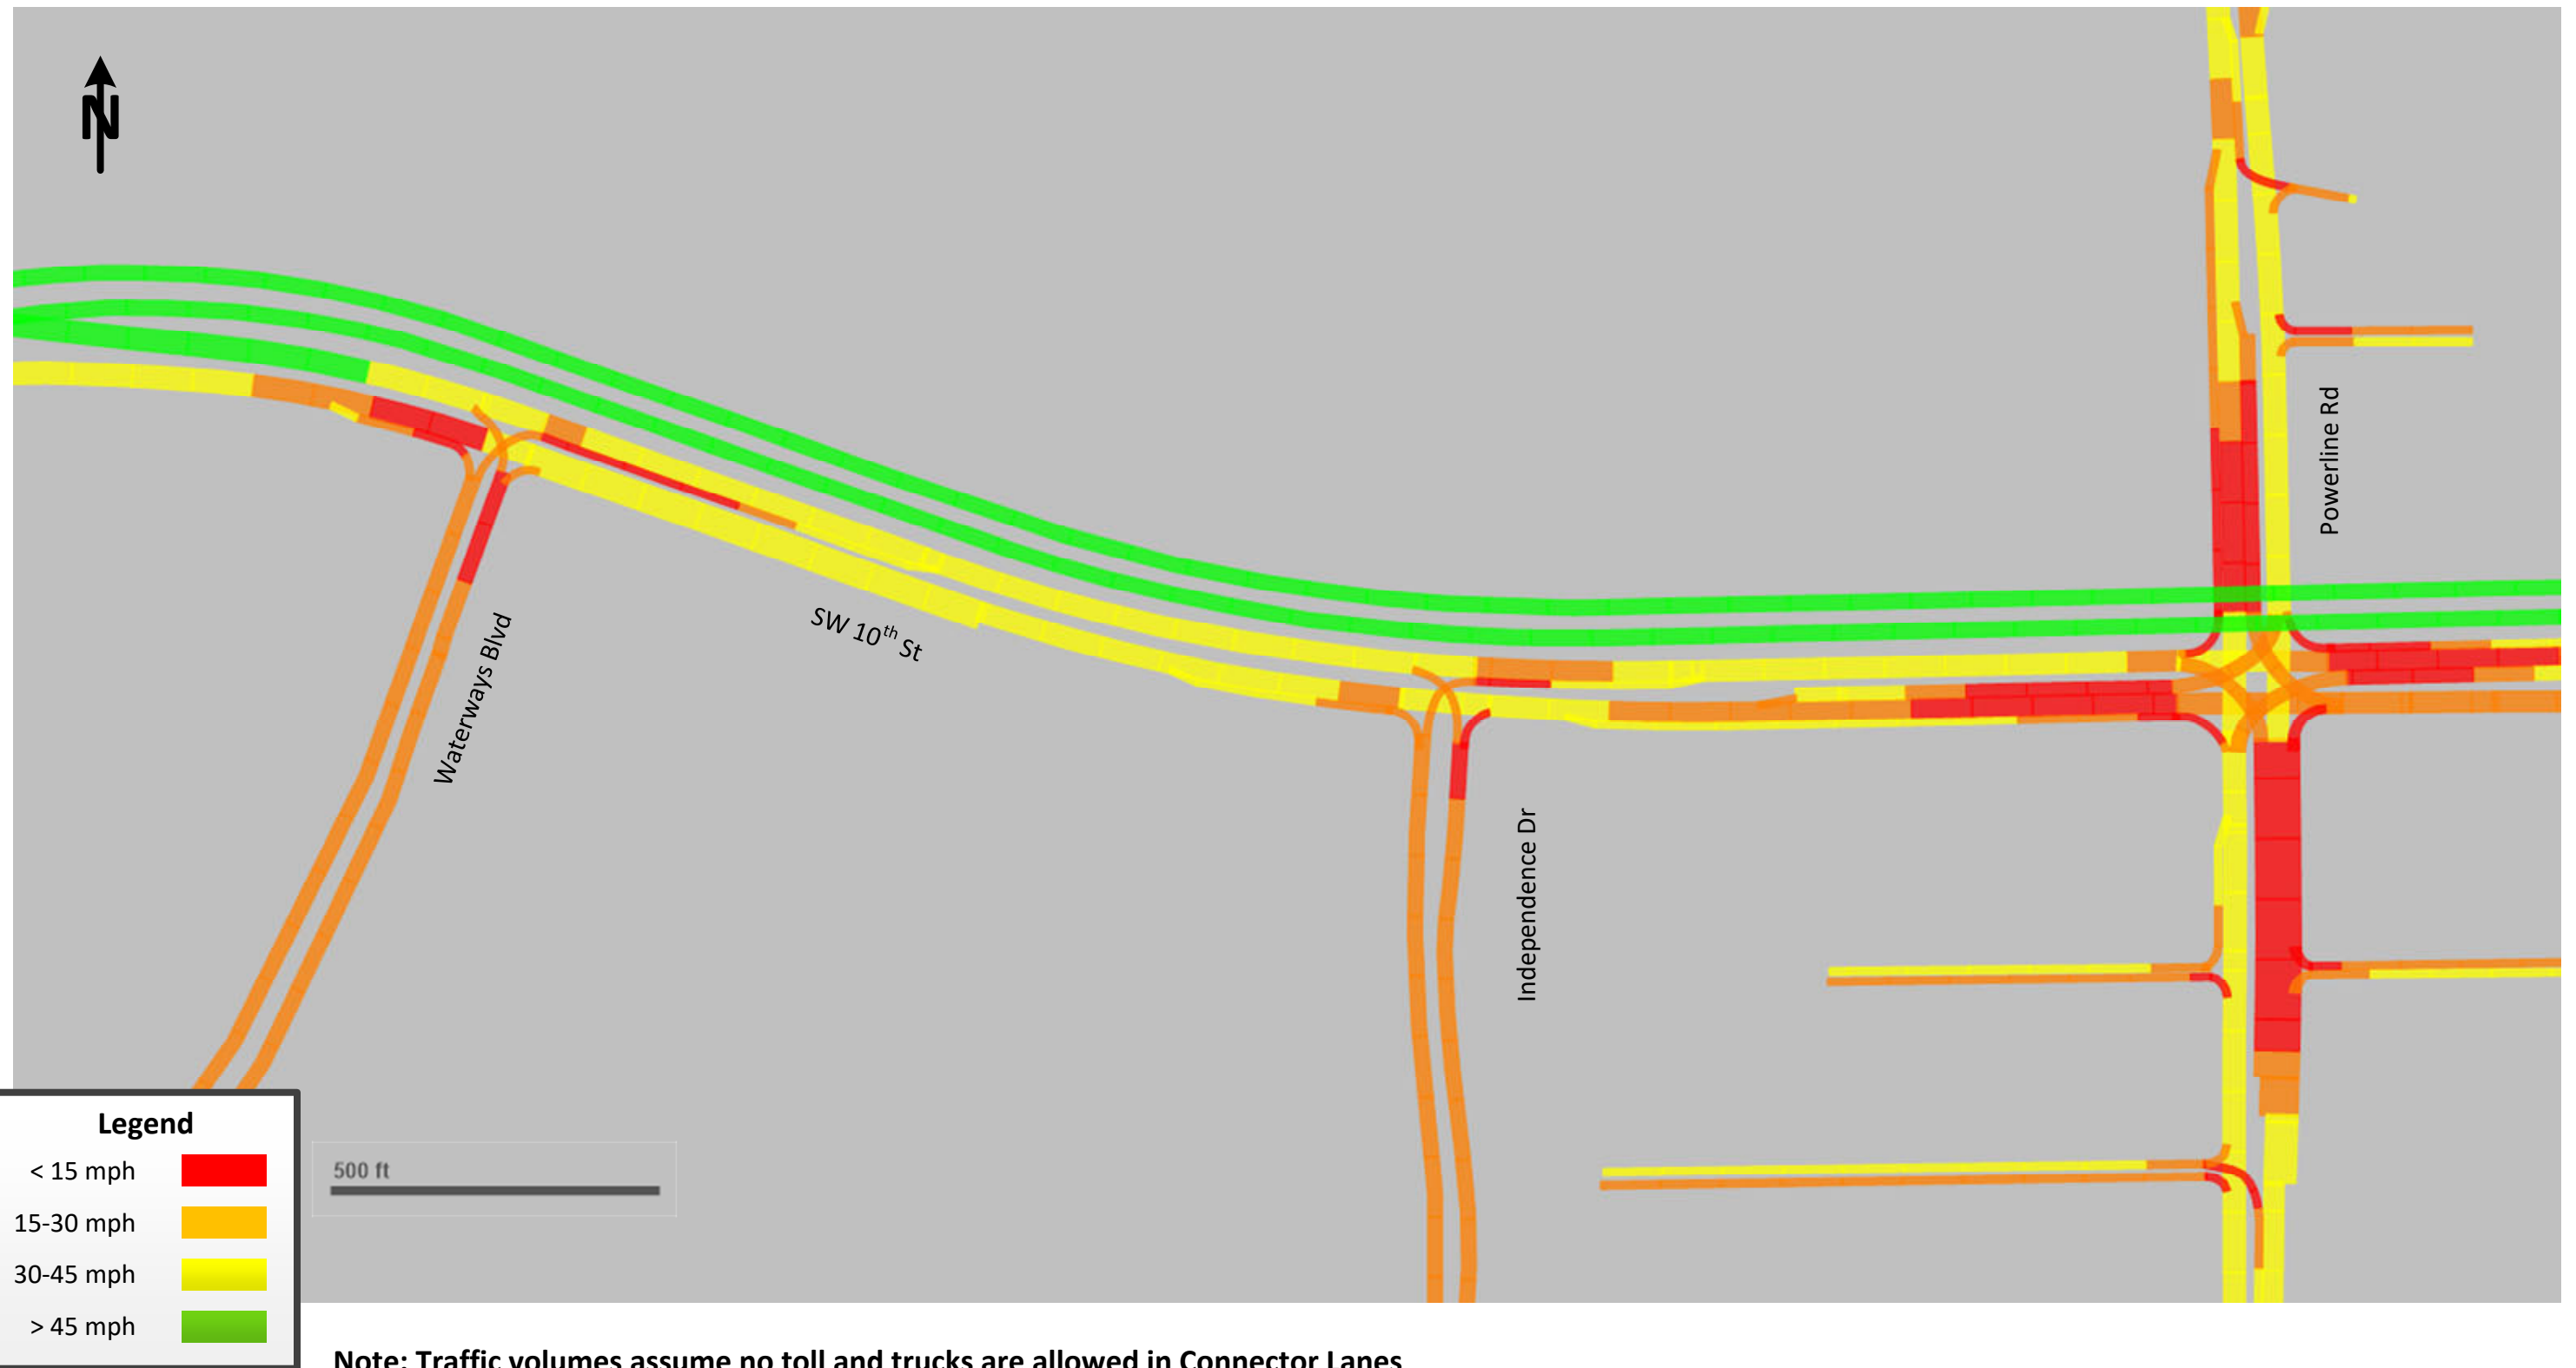 N
Powerline Rd
SW 10th St
Waterways Blvd
Independence Dr
Legend
< 15 mph
15-30 mph
30-45 mph
> 45 mph
500 ft
Note: Traffic volumes assume no toll and trucks are allowed in Connector Lanes